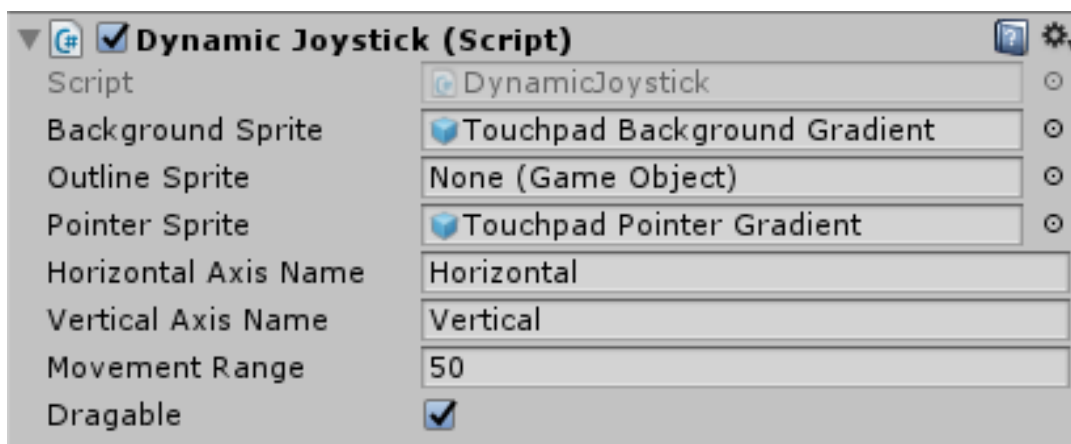 Dynamic Joystick (Script)
Script DynamicJoystick
Background Sprite Touchpad Background Gradient
Outline Sprite None (Game Object)
Pointer Sprite Touchpad Pointer Gradient
Horizontal Axis Name Horizontal
Vertical Axis Name Vertical
Movement Range 50
Dragable